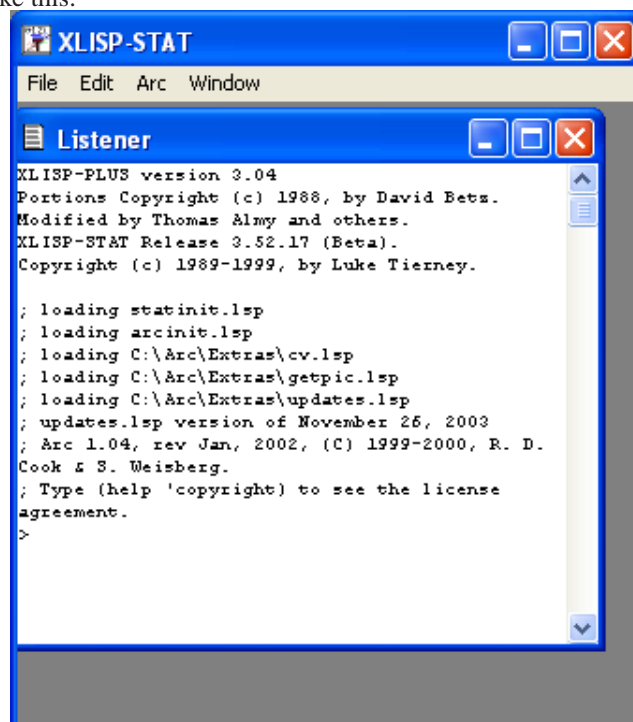 ke this:
XLISP-STAT
File Edit Arc Window
Listener
XLISP-PLUS version 3.04
Portions Copyright (c) 1988, by David Betz.
Modified by Thomas Almy and others.
XLISP-STAT Release 3.52.17 (Beta).
Copyright (c) 1989-1999, by Luke Tierney.
; loading statinit.lsp
; loading arcinit.lsp
; loading C:\Arc\Extras\cv.lsp
; loading C:\Arc\Extras\getpic.lsp
; loading C:\Arc\Extras\updates.lsp
; updates.lsp version of November 26, 2003
; Arc 1.04, rev Jan, 2002, (C) 1999-2000, R. D.
Cook & S. Weisberg.
; Type (help 'copyright) to see the license
agreement.
>